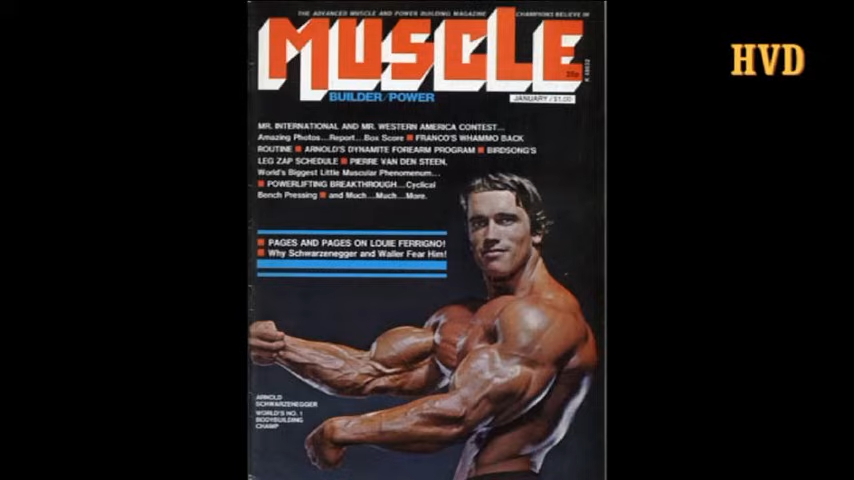 THE ADVANCED MUSCLE AND POWER BUILDING MAGAZINE CHAMPIONS BELIEVE IN
MUSCLE
35p
BUILDER/POWER
JANUARY / $1.00
HVD
MR. INTERNATIONAL AND MR. WESTERN AMERICA CONTEST...
Amazing Photos...Report...Box Score ■ FRANCO'S WHAMMO BACK
ROUTINE ■ ARNOLD'S DYNAMITE FOREARM PROGRAM ■ BIRDSONG'S
LEG ZAP SCHEDULE ■ PIERRE VAN DEN STEEN,
World's Biggest Little Muscular Phenomenum...
■ POWERLIFTING BREAKTHROUGH...Cyclical
Bench Pressing ■ and Much...Much...More.
■ PAGES AND PAGES ON LOUIE FERRIGNO!
■ Why Schwarzenegger and Waller Fear Him!
ARNOLD
SCHWARZENEGGER
WORLD'S NO. 1
BODYBUILDING
CHAMP